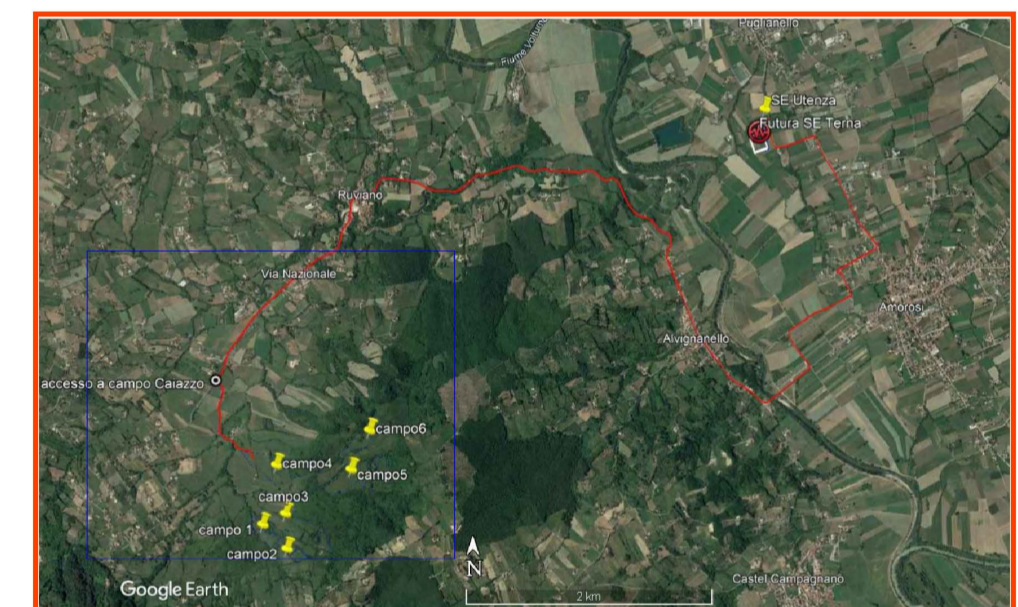 Puglianello
Fiume Volturno
SE Utenza
Futura SE Terna
Ruviano
Via Nazionale
Amorosi
Alvignanello
accesso a campo Caiazzo
campo6
campo4
campo5
campo3
campo 1
campo2
N
Castel Campagnano
Google Earth
2 km